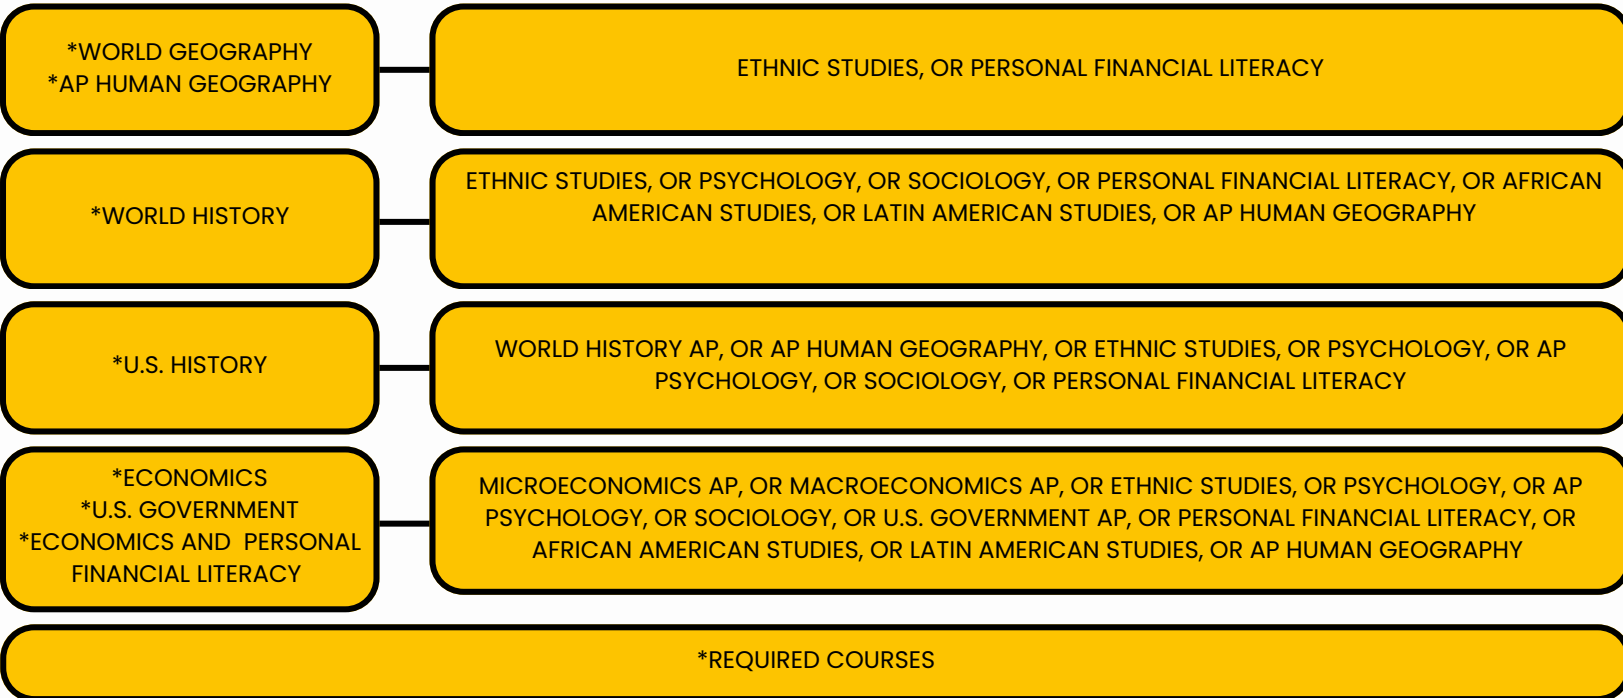 *WORLD GEOGRAPHY
*AP HUMAN GEOGRAPHY
ETHNIC STUDIES, OR PERSONAL FINANCIAL LITERACY
*WORLD HISTORY
ETHNIC STUDIES, OR PSYCHOLOGY, OR SOCIOLOGY, OR PERSONAL FINANCIAL LITERACY, OR AFRICAN
AMERICAN STUDIES, OR LATIN AMERICAN STUDIES, OR AP HUMAN GEOGRAPHY
*U.S. HISTORY
WORLD HISTORY AP, OR AP HUMAN GEOGRAPHY, OR ETHNIC STUDIES, OR PSYCHOLOGY, OR AP
PSYCHOLOGY, OR SOCIOLOGY, OR PERSONAL FINANCIAL LITERACY
*ECONOMICS
*U.S. GOVERNMENT
*ECONOMICS AND PERSONAL
FINANCIAL LITERACY
MICROECONOMICS AP, OR MACROECONOMICS AP, OR ETHNIC STUDIES, OR PSYCHOLOGY, OR AP
PSYCHOLOGY, OR SOCIOLOGY, OR U.S. GOVERNMENT AP, OR PERSONAL FINANCIAL LITERACY, OR
AFRICAN AMERICAN STUDIES, OR LATIN AMERICAN STUDIES, OR AP HUMAN GEOGRAPHY
*REQUIRED COURSES